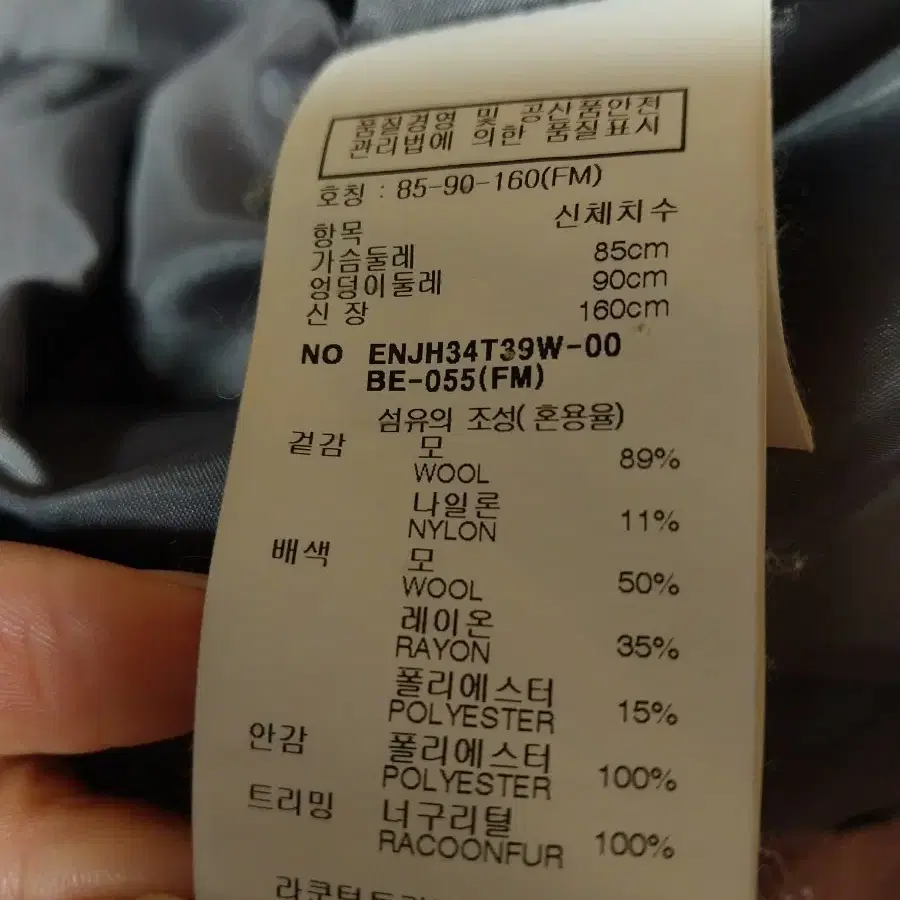 품질경영 및 공산품안전
관리법에 의한 품질표시
호칭 : 85-90-160(FM)
항목 신체치수
가슴둘레 85cm
엉덩이둘레 90cm
신 장 160cm
NO ENJH34T39W-00
BE-055(FM)
섬유의 조성( 혼용율)
겉감 모 89%
WOOL
나일론 11%
NYLON
배색 모 50%
WOOL
레이온 35%
RAYON
폴리에스터 15%
POLYESTER
안감 폴리에스터 100%
POLYESTER
트리밍 너구리털 100%
RACOONFUR